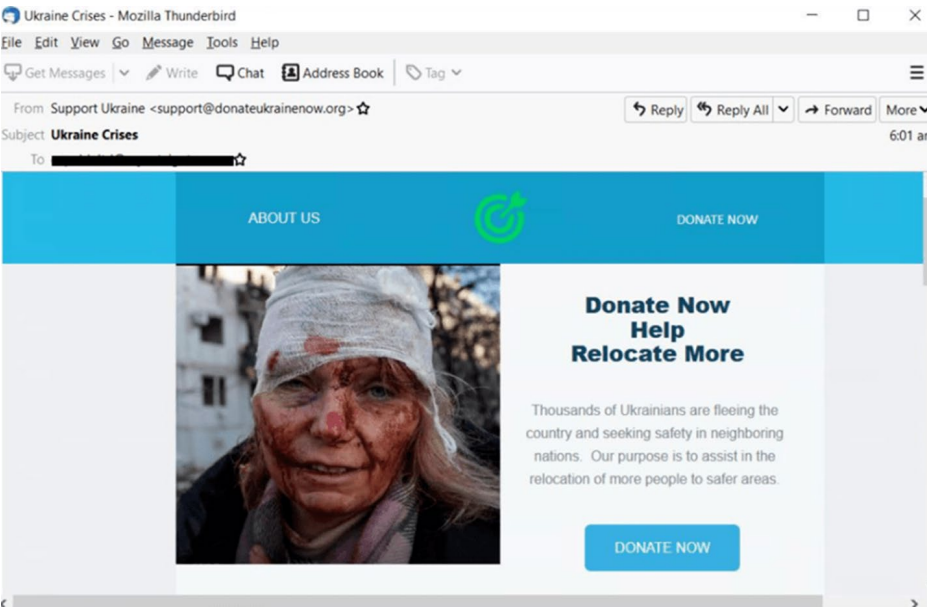 Ukraine Crises - Mozilla Thunderbird
File Edit View Go Message Tools Help
Get Messages Write Chat Address Book Tag
From Support Ukraine <support@donateukrainenow.org> Reply Reply All Forward More
Subject Ukraine Crises 6:01 am
To
ABOUT US DONATE NOW
Donate Now
Help
Relocate More
Thousands of Ukrainians are fleeing the
country and seeking safety in neighboring
nations. Our purpose is to assist in the
relocation of more people to safer areas.
DONATE NOW